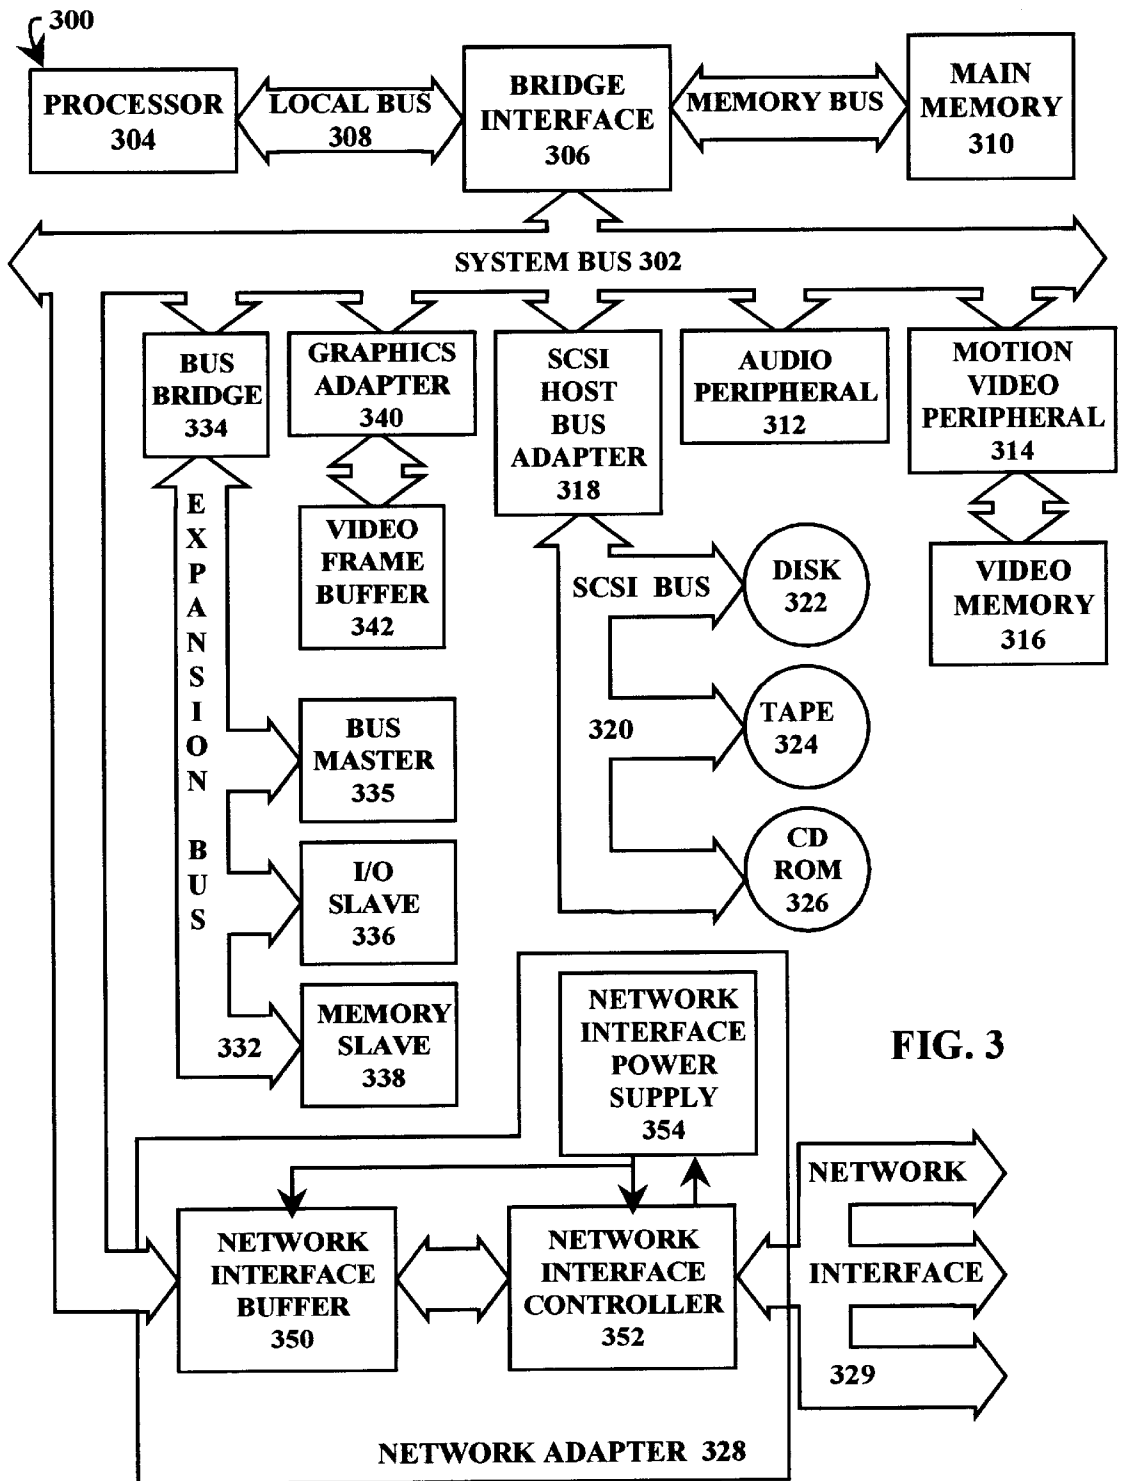 300
PROCESSOR
304
LOCAL BUS
308
BRIDGE
INTERFACE
306
MEMORY BUS
MAIN
MEMORY
310
SYSTEM BUS 302
BUS
BRIDGE
334
GRAPHICS
ADAPTER
340
SCSI
HOST
BUS
ADAPTER
318
AUDIO
PERIPHERAL
312
MOTION
VIDEO
PERIPHERAL
314
EXPANSION BUS
332
VIDEO
FRAME
BUFFER
342
SCSI BUS
320
DISK
322
VIDEO
MEMORY
316
TAPE
324
BUS
MASTER
335
CD
ROM
326
I/O
SLAVE
336
MEMORY
SLAVE
338
NETWORK
INTERFACE
POWER
SUPPLY
354
FIG. 3
NETWORK
INTERFACE
BUFFER
350
NETWORK
INTERFACE
CONTROLLER
352
NETWORK
INTERFACE
329
NETWORK ADAPTER 328